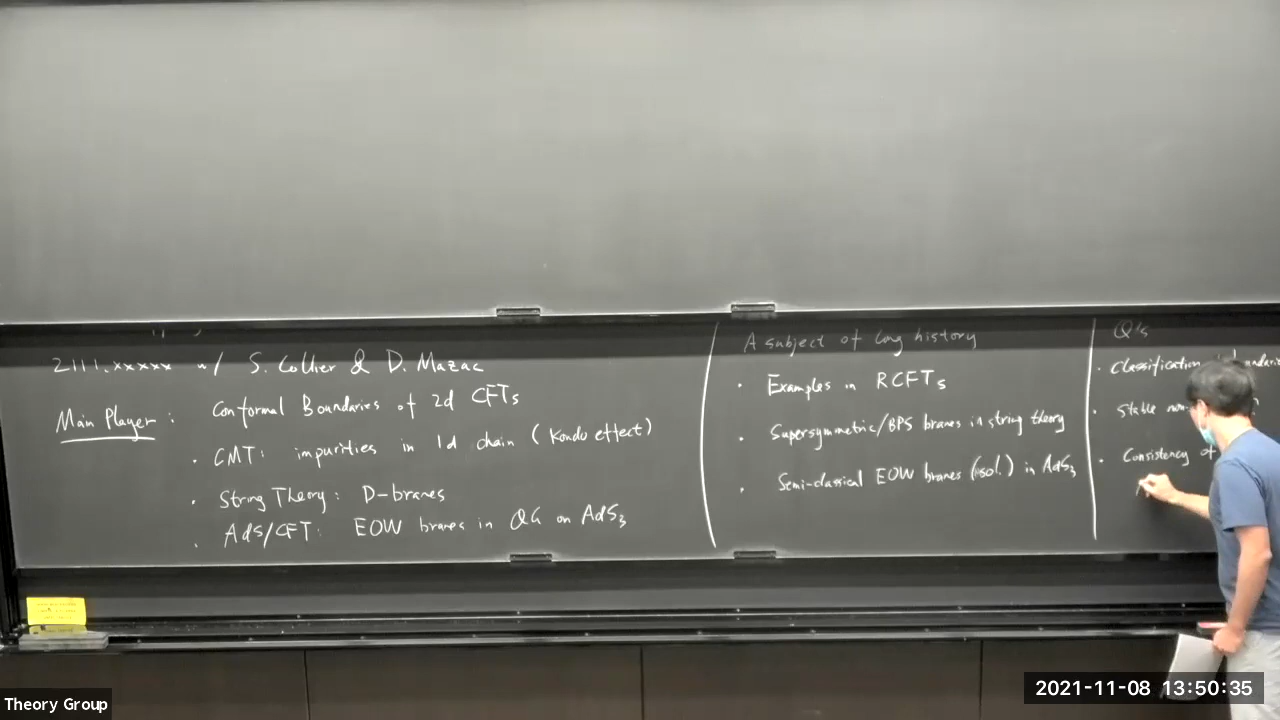 2111.xxxxx w/ S. Collier & D. Mazac
Main Player : Conformal Boundaries of 2d CFTs
· CMT: impurities in 1d chain (Kondo effect)
· String Theory: D-branes
· AdS/CFT: EOW branes in QG on AdS3
A subject of long history
· Examples in RCFTs
· Supersymmetric/BPS branes in string theory
· Semi-classical EOW branes (sol.) in AdS3
Q's
· Classification
· Stable non-
· Consistency of
Theory Group
2021-11-08 13:50:35